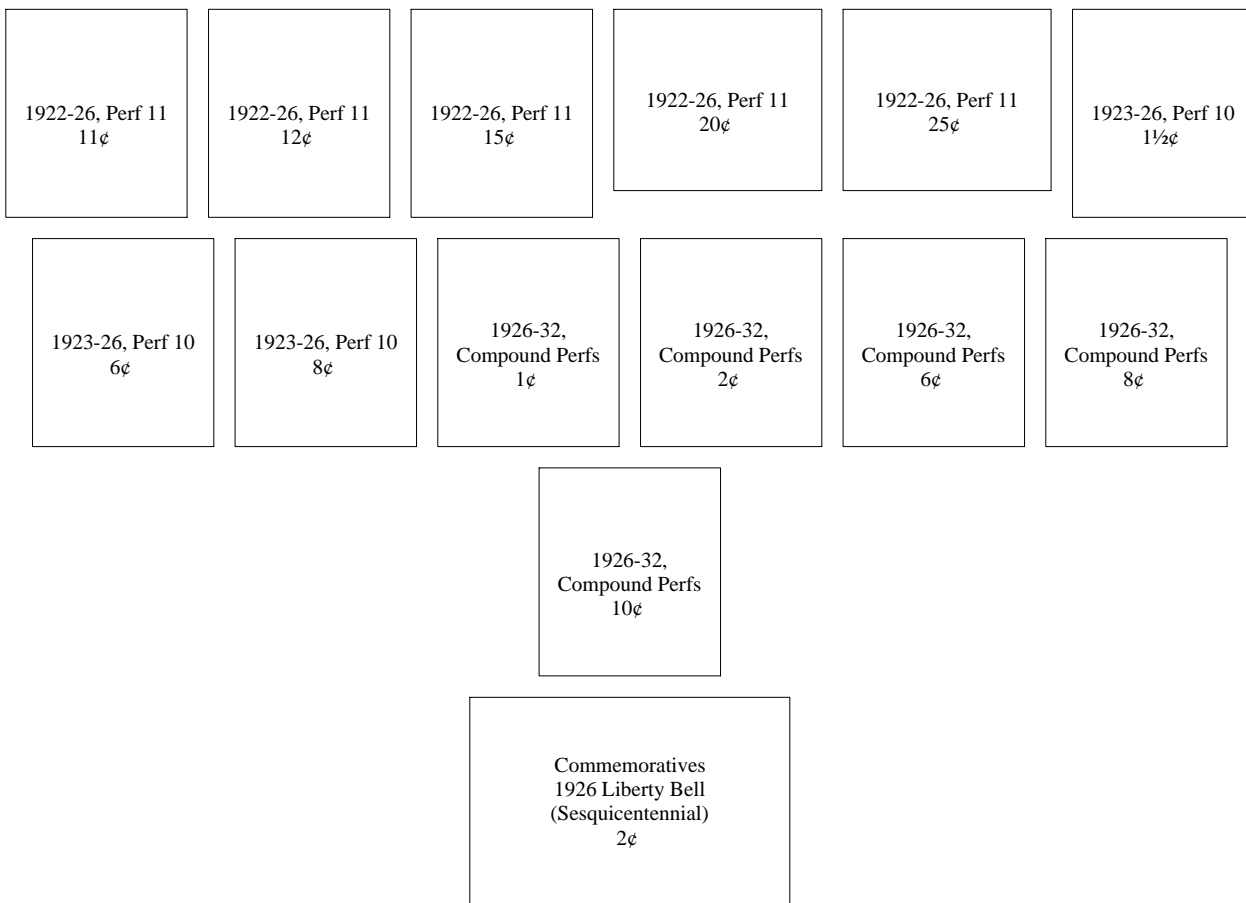 1922-26, Perf 11
11¢
1922-26, Perf 11
12¢
1922-26, Perf 11
15¢
1922-26, Perf 11
20¢
1922-26, Perf 11
25¢
1923-26, Perf 10
1½¢
1923-26, Perf 10
6¢
1923-26, Perf 10
8¢
1926-32,
Compound Perfs
1¢
1926-32,
Compound Perfs
2¢
1926-32,
Compound Perfs
6¢
1926-32,
Compound Perfs
8¢
1926-32,
Compound Perfs
10¢
Commemoratives
1926 Liberty Bell
(Sesquicentennial)
2¢